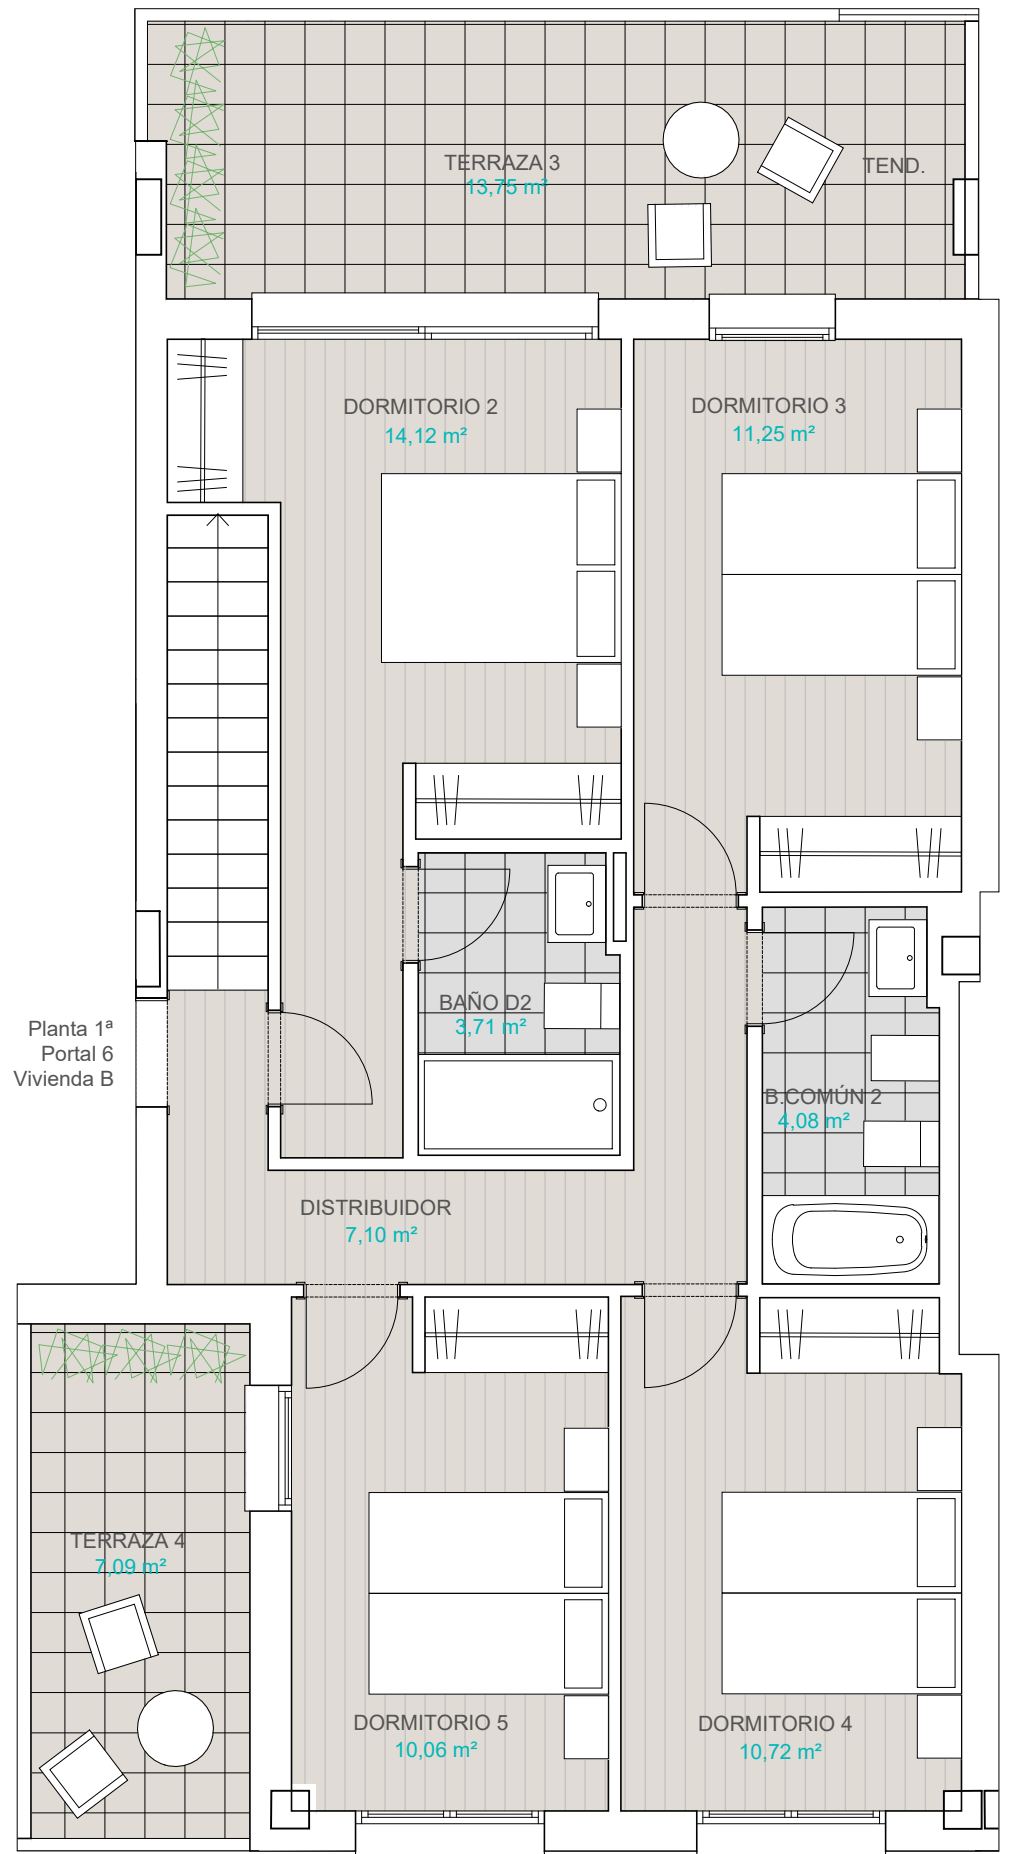 TERRAZA 3
13,75 m²
TEND.
DORMITORIO 2
14,12 m²
DORMITORIO 3
11,25 m²
BAÑO D2
3,71 m²
Planta 1ª
Portal 6
Vivienda B
B.COMÚN 2
4,08 m²
DISTRIBUIDOR
7,10 m²
TERRAZA 4
7,09 m²
DORMITORIO 5
10,06 m²
DORMITORIO 4
10,72 m²